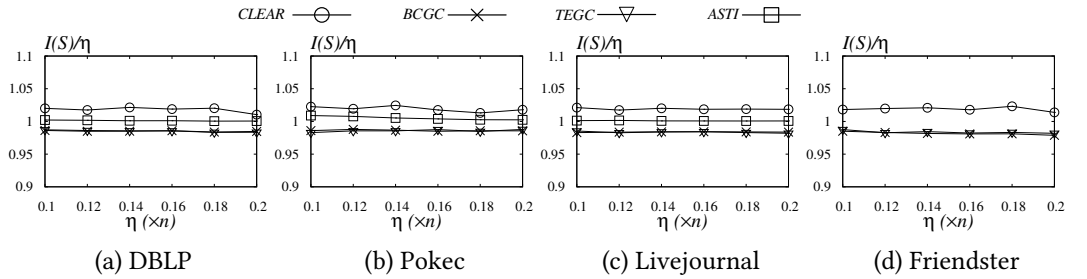 CLEAR BCGC TEGC ASTI
I(S)/η I(S)/η I(S)/η I(S)/η
1.1 1.1 1.1 1.1
1.05 1.05 1.05 1.05
1 1 1 1
0.95 0.95 0.95 0.95
0.9 0.9 0.9 0.9
0.1 0.12 0.14 0.16 0.18 0.2 0.1 0.12 0.14 0.16 0.18 0.2 0.1 0.12 0.14 0.16 0.18 0.2 0.1 0.12 0.14 0.16 0.18 0.2
η (×n) η (×n) η (×n) η (×n)
(a) DBLP (b) Pokec (c) Livejournal (d) Friendster